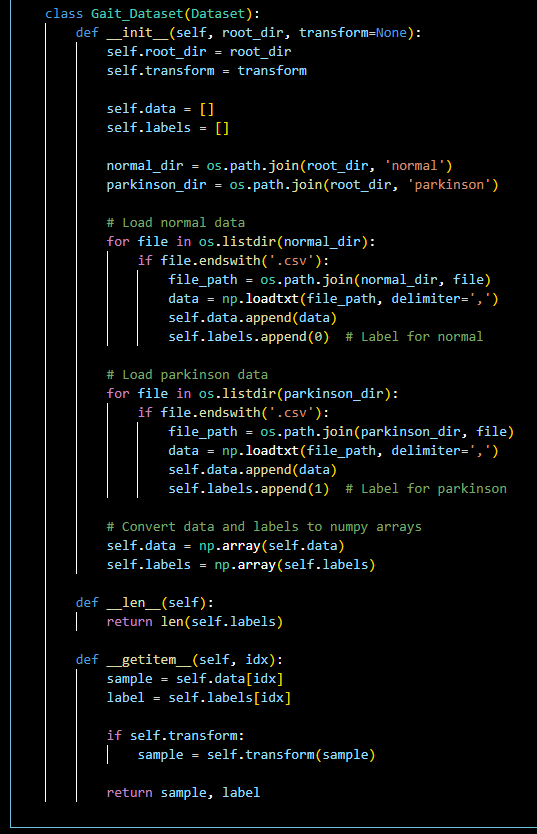 class Gait_Dataset(Dataset):
    def __init__(self, root_dir, transform=None):
        self.root_dir = root_dir
        self.transform = transform

        self.data = []
        self.labels = []

        normal_dir = os.path.join(root_dir, 'normal')
        parkinson_dir = os.path.join(root_dir, 'parkinson')

        # Load normal data
        for file in os.listdir(normal_dir):
            if file.endswith('.csv'):
                file_path = os.path.join(normal_dir, file)
                data = np.loadtxt(file_path, delimiter=',')
                self.data.append(data)
                self.labels.append(0)  # Label for normal

        # Load parkinson data
        for file in os.listdir(parkinson_dir):
            if file.endswith('.csv'):
                file_path = os.path.join(parkinson_dir, file)
                data = np.loadtxt(file_path, delimiter=',')
                self.data.append(data)
                self.labels.append(1)  # Label for parkinson

        # Convert data and labels to numpy arrays
        self.data = np.array(self.data)
        self.labels = np.array(self.labels)

    def __len__(self):
        return len(self.labels)

    def __getitem__(self, idx):
        sample = self.data[idx]
        label = self.labels[idx]

        if self.transform:
            sample = self.transform(sample)

        return sample, label